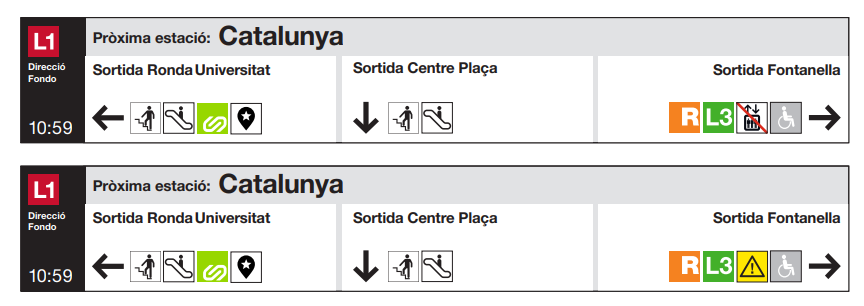 L1
Direcció
Fondo
10:59
Pròxima estació: Catalunya
Sortida Ronda Universitat
Sortida Centre Plaça
Sortida Fontanella
R L3
L1
Direcció
Fondo
10:59
Pròxima estació: Catalunya
Sortida Ronda Universitat
Sortida Centre Plaça
Sortida Fontanella
R L3